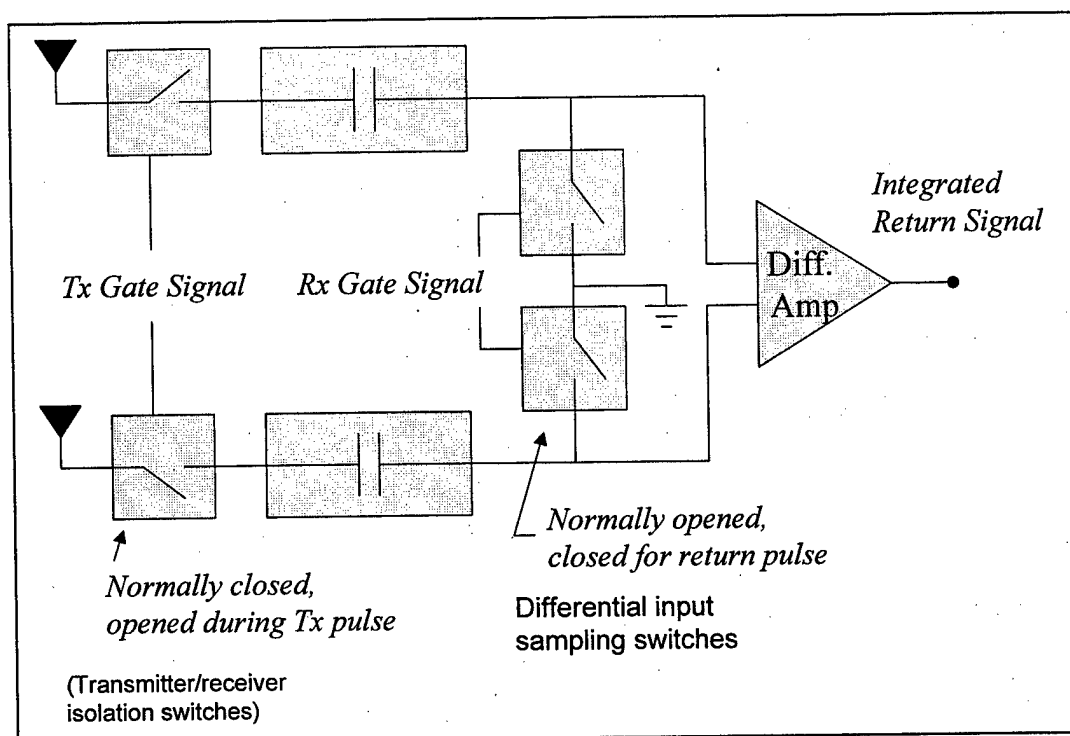 Integrated
Return Signal
Tx Gate Signal
Rx Gate Signal
Diff.
Amp
Normally opened,
closed for return pulse
Normally closed,
opened during Tx pulse
Differential input
sampling switches
(Transmitter/receiver
isolation switches)